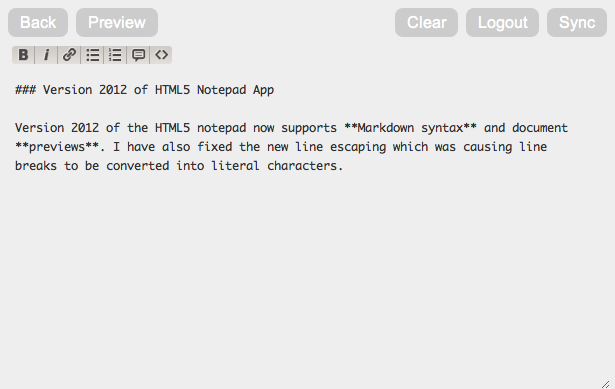 Back Preview Clear Logout Sync
B i
### Version 2012 of HTML5 Notepad App
Version 2012 of the HTML5 notepad now supports **Markdown syntax** and document
**previews**. I have also fixed the new line escaping which was causing line
breaks to be converted into literal characters.